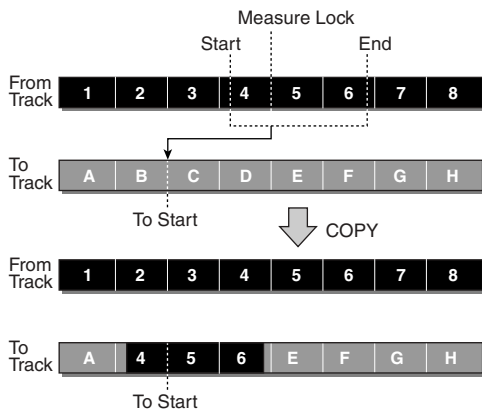 Measure Lock
Start End
From Track 1 2 3 4 5 6 7 8
To Track A B C D E F G H
To Start
COPY
From Track 1 2 3 4 5 6 7 8
To Track A 4 5 6 E F G H
To Start